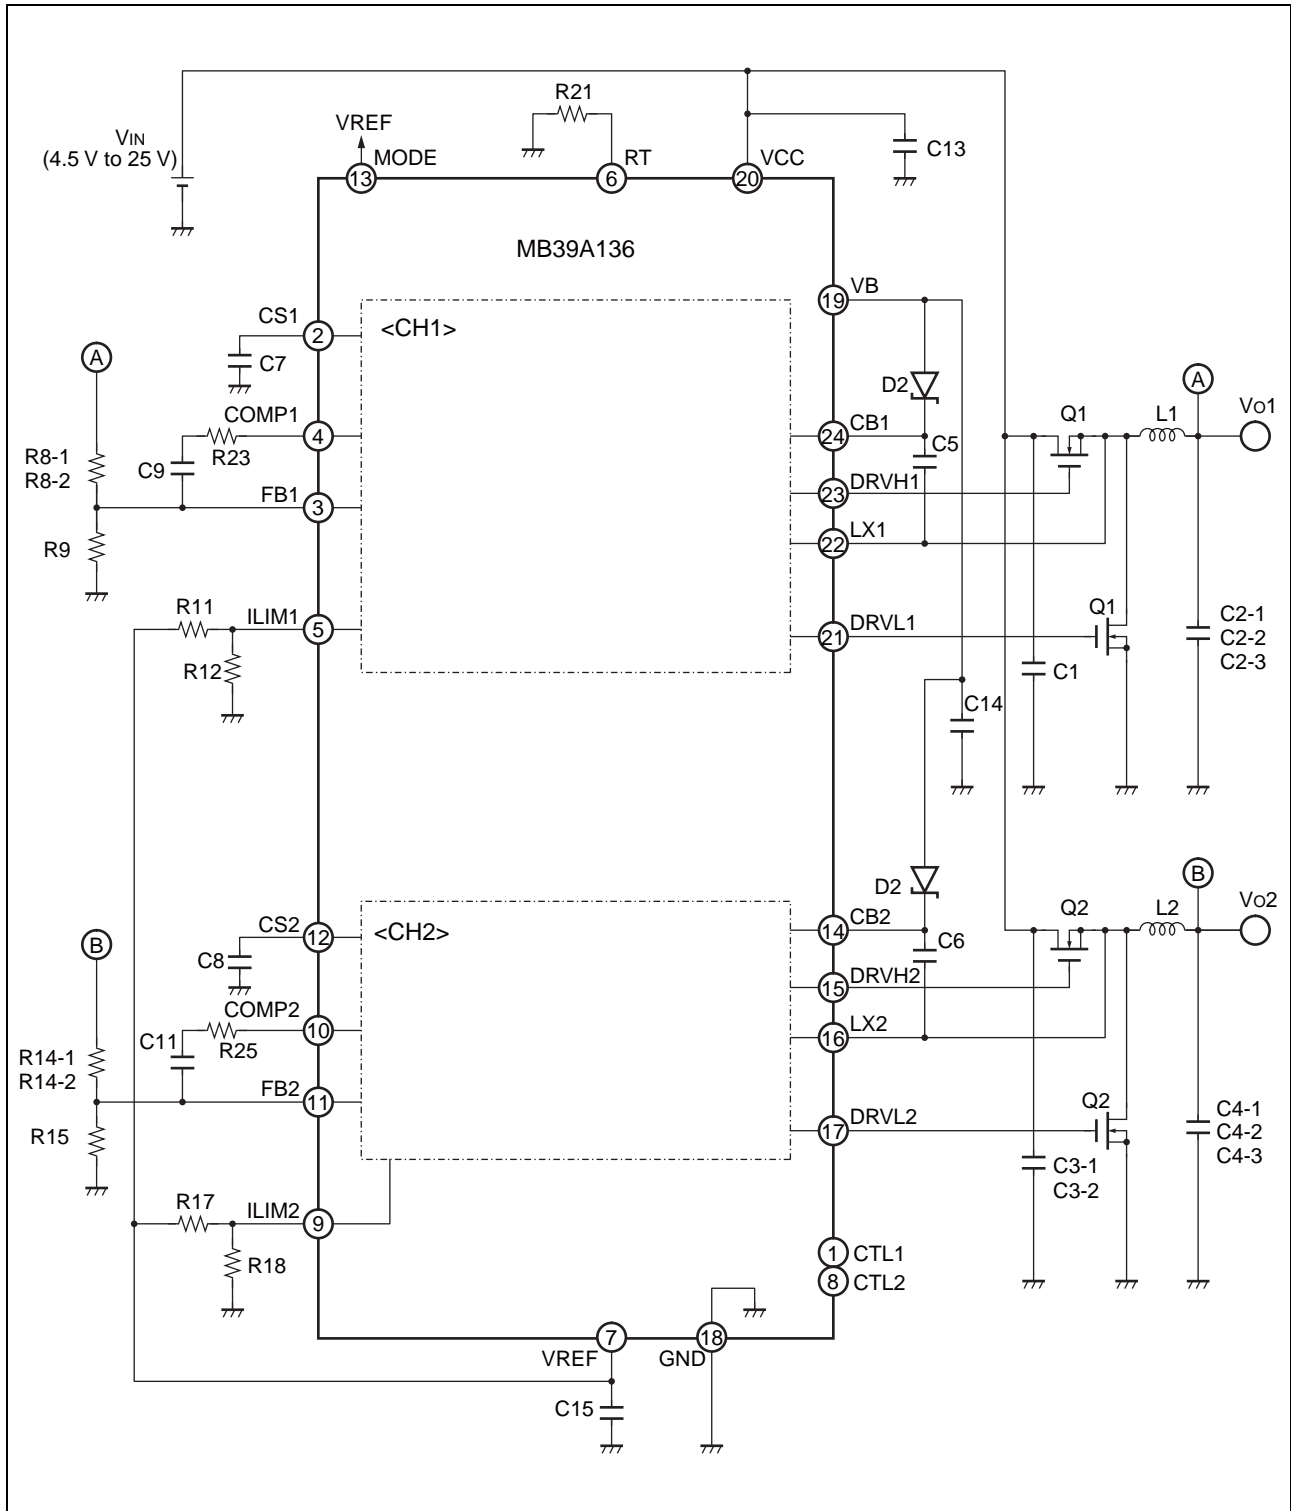 R21
VREF
VIN
(4.5 V to 25 V)
MODE
RT
VCC
C13
13
6
20
MB39A136
VB
19
CS1
2
<CH1>
C7
A
D2
A
COMP1
4
CB1
24
Q1
L1
VO1
R23
C5
R8-1
R8-2
C9
FB1
3
DRVH1
23
R9
LX1
22
R11
ILIM1
5
DRVL1
21
Q1
C2-1
C2-2
C2-3
R12
C1
C14
D2
B
CS2
12
<CH2>
CB2
14
Q2
L2
VO2
B
C8
C6
COMP2
10
DRVH2
15
C11
R25
LX2
16
R14-1
R14-2
FB2
11
R15
DRVL2
17
Q2
C4-1
C4-2
C4-3
C3-1
C3-2
R17
ILIM2
9
R18
1
CTL1
8
CTL2
7
18
VREF
GND
C15